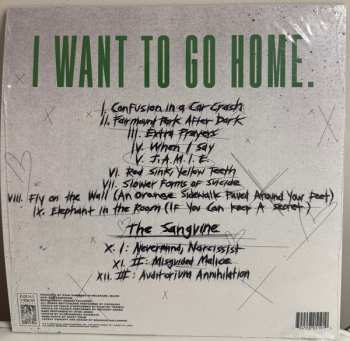 I WANT TO GO HOME.
I. Confusion in a Car Crash
II. Fairmount Park After Dark
III. Extra Prayers
IV. When I Say
V. J.A.M.I.E.
VI. Red Sink, Yellow Teeth
VII. Slower Forms of Suicide
VIII. Fly on the Wall (An Orange Sidewalk Paved Around Your Feet)
IX. Elephant in the Room (If You Can Keep A Secret)
The Sanguine
X. I: Nevermind, Narcissist
XI. II: Misguided Malice
XII. III: Auditorium Annihilation